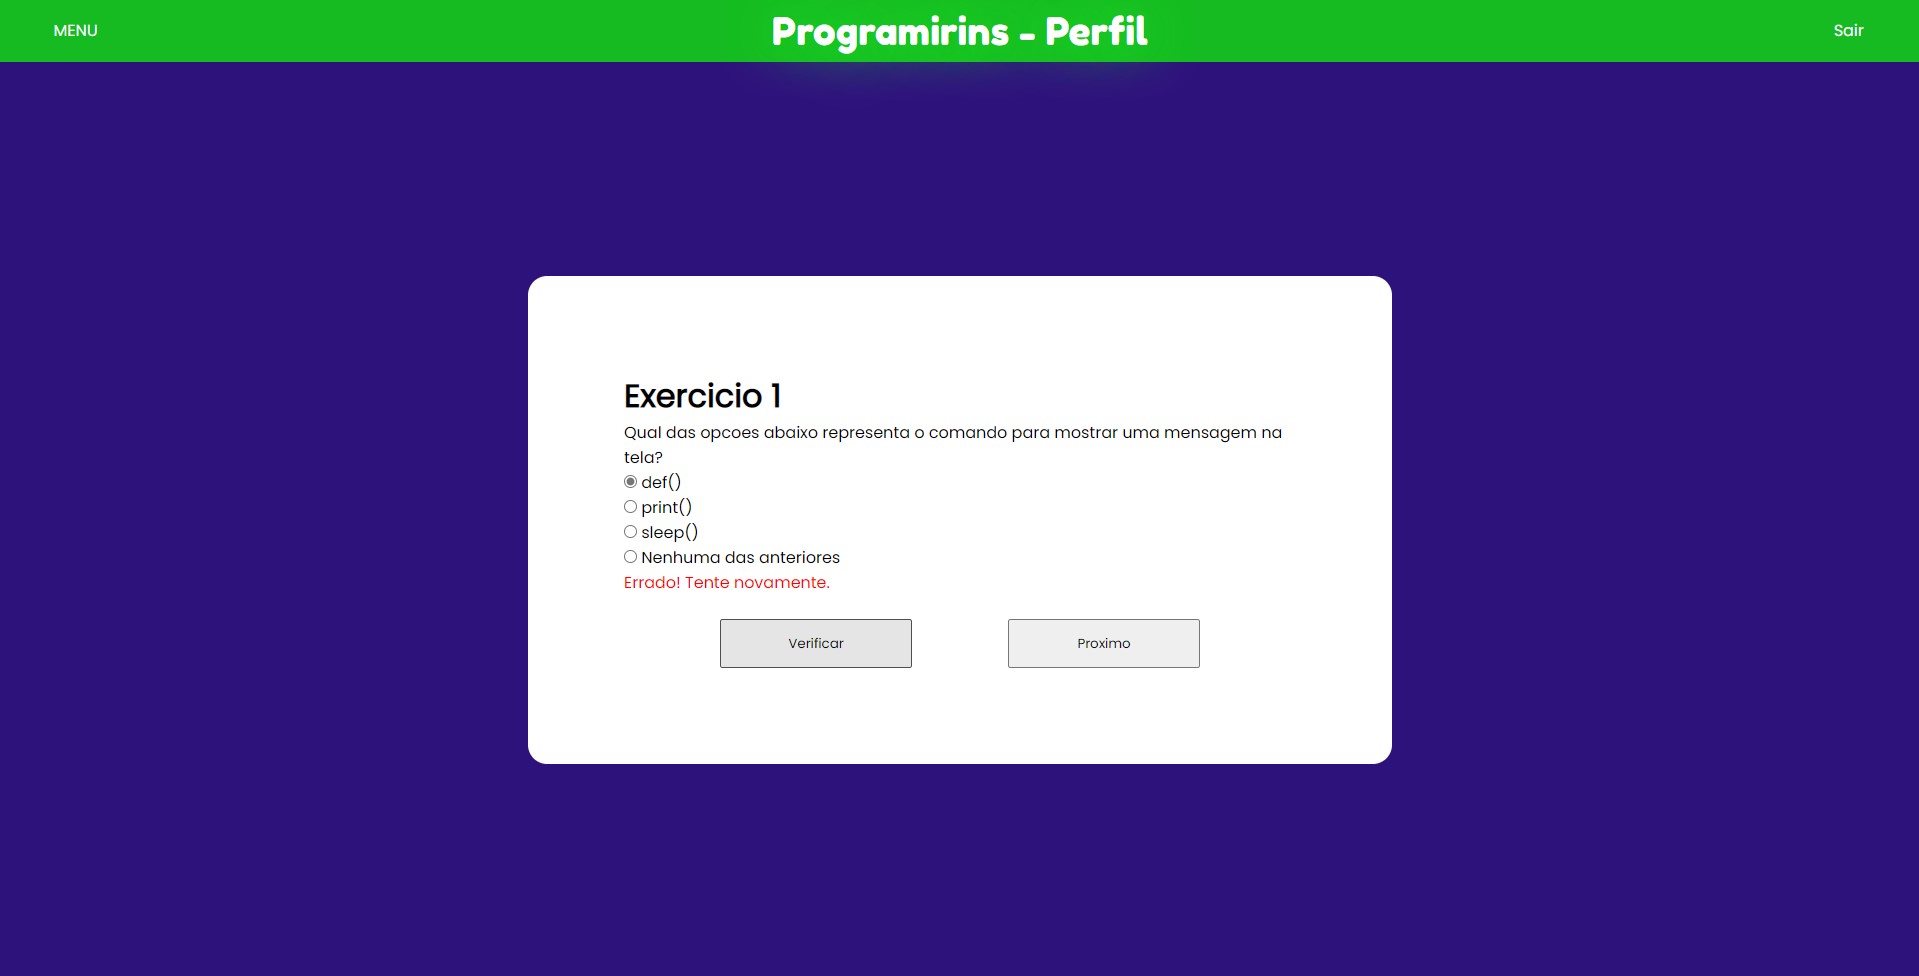 MENU
Programirins - Perfil
Sair
Exercicio 1
Qual das opcoes abaixo representa o comando para mostrar uma mensagem na
tela?
def()
print()
sleep()
Nenhuma das anteriores
Errado! Tente novamente.
Verificar
Proximo